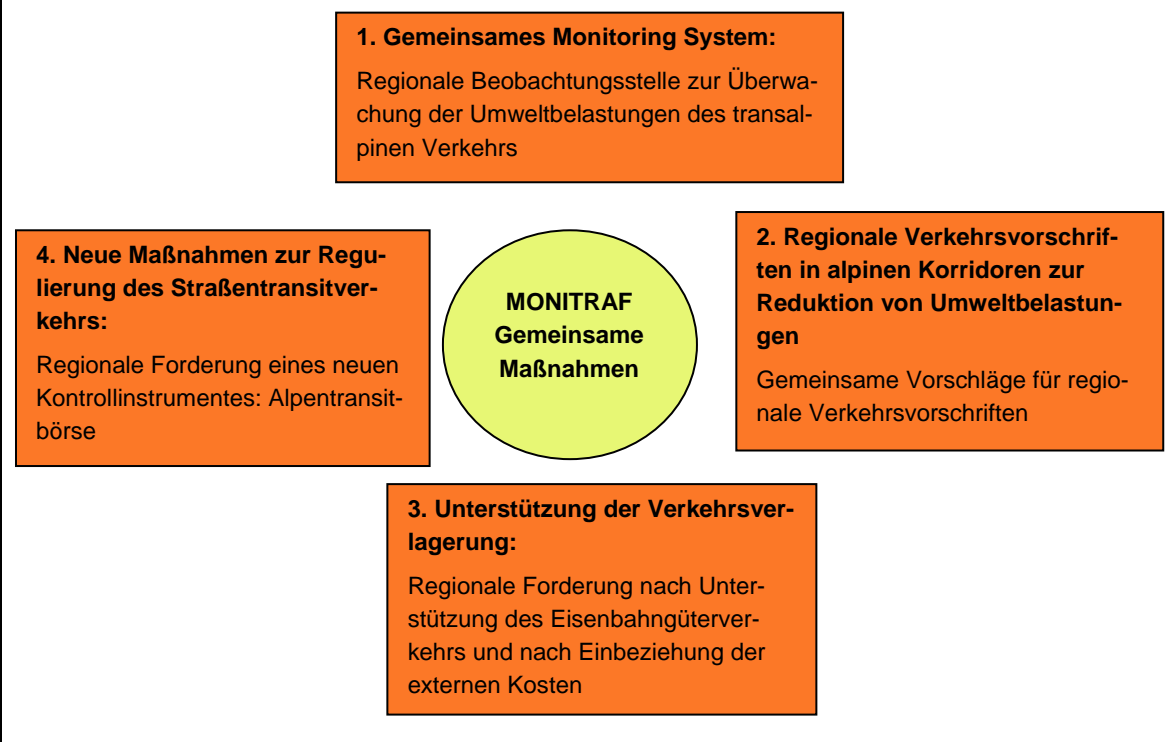 1. Gemeinsames Monitoring System:
Regionale Beobachtungsstelle zur Überwa-
chung der Umweltbelastungen des transal-
pinen Verkehrs
2. Regionale Verkehrsvorschrif-
ten in alpinen Korridoren zur
Reduktion von Umweltbelastun-
gen
Gemeinsame Vorschläge für regio-
nale Verkehrsvorschriften
4. Neue Maßnahmen zur Regu-
lierung des Straßentransitver-
kehrs:
Regionale Forderung eines neuen
Kontrollinstrumentes: Alpentransit-
börse
MONITRAF
Gemeinsame
Maßnahmen
3. Unterstützung der Verkehrsver-
lagerung:
Regionale Forderung nach Unter-
stützung des Eisenbahngüterver-
kehrs und nach Einbeziehung der
externen Kosten